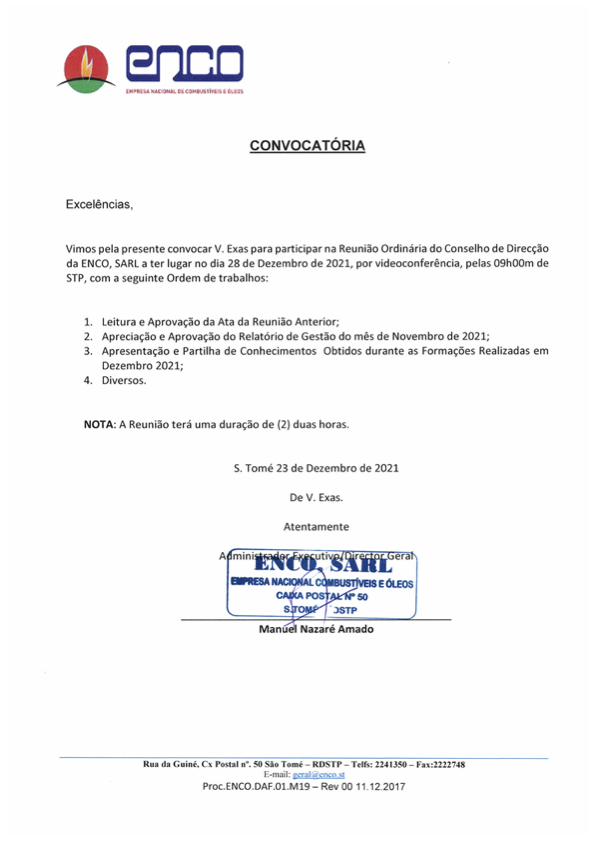 enco
EMPRESA NACIONAL DE COMBUSTÍVEIS E ÓLEOS
CONVOCATÓRIA
Excelências,
Vimos pela presente convocar V. Exas para participar na Reunião Ordinária do Conselho de Direcção
da ENCO, SARL a ter lugar no dia 28 de Dezembro de 2021, por videoconferência, pelas 09h00m de
STP, com a seguinte Ordem de trabalhos:
1. Leitura e Aprovação da Ata da Reunião Anterior;
2. Apreciação e Aprovação do Relatório de Gestão do mês de Novembro de 2021;
3. Apresentação e Partilha de Conhecimentos Obtidos durante as Formações Realizadas em
Dezembro 2021;
4. Diversos.
NOTA: A Reunião terá uma duração de (2) duas horas.
S. Tomé 23 de Dezembro de 2021
De V. Exas.
Atentamente
Administrador Executivo/Director Geral
ENCO, SARL
EMPRESA NACIONAL COMBUSTÍVEIS E ÓLEOS
CAIXA POSTAL Nº 50
S.TOMÉ DSTP
Manuel Nazaré Amado
Rua da Guiné, Cx Postal nº. 50 São Tomé – RDSTP – Telfs: 2241350 – Fax:2222748
E-mail: geral@enco.st
Proc.ENCO.DAF.01.M19 – Rev 00 11.12.2017